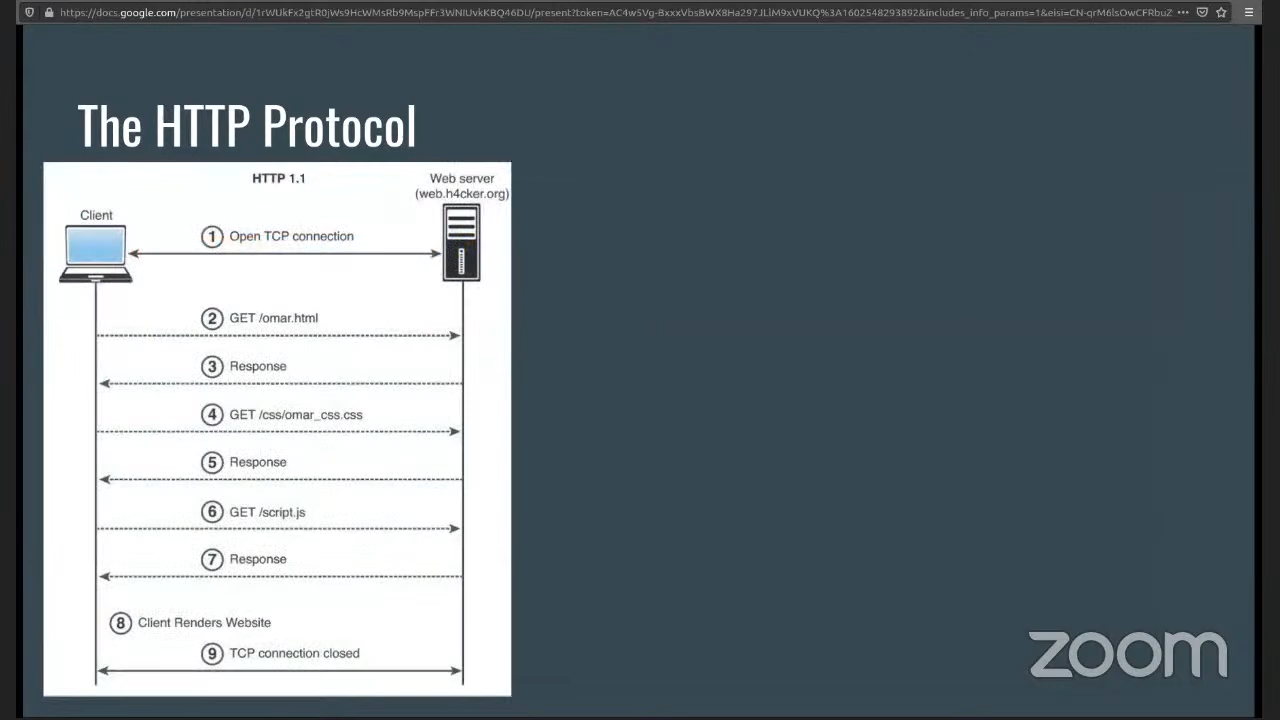 The HTTP Protocol
HTTP 1.1
Web server
(web.h4cker.org)
Client
1 Open TCP connection
2 GET /omar.html
3 Response
4 GET /css/omar_css.css
5 Response
6 GET /script.js
7 Response
8 Client Renders Website
9 TCP connection closed
zoom